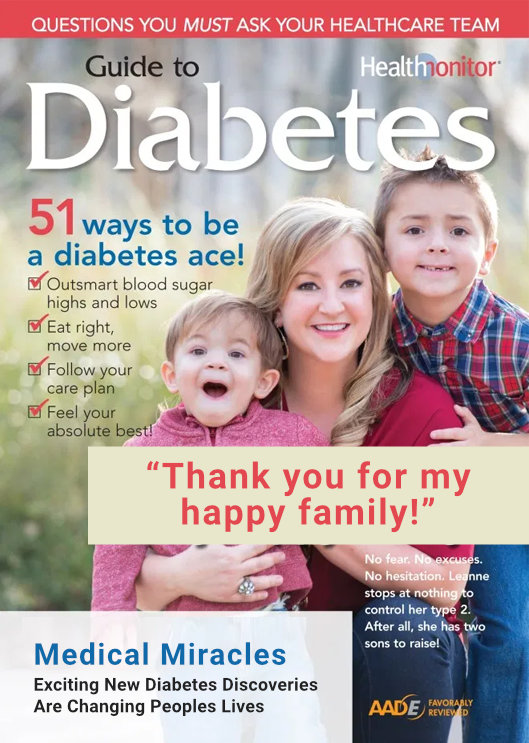 QUESTIONS YOU MUST ASK YOUR HEALTHCARE TEAM
Guide to
Healthmonitor®
Diabetes
51 ways to be
a diabetes ace!
Outsmart blood sugar
highs and lows
Eat right,
move more
Follow your
care plan
Feel your
absolute best!
“Thank you for my
happy family!”
No fear. No excuses.
No hesitation. Leanne
stops at nothing to
control her type 2.
After all, she has two
sons to raise!
Medical Miracles
Exciting New Diabetes Discoveries
Are Changing Peoples Lives
AADE FAVORABLY
REVIEWED